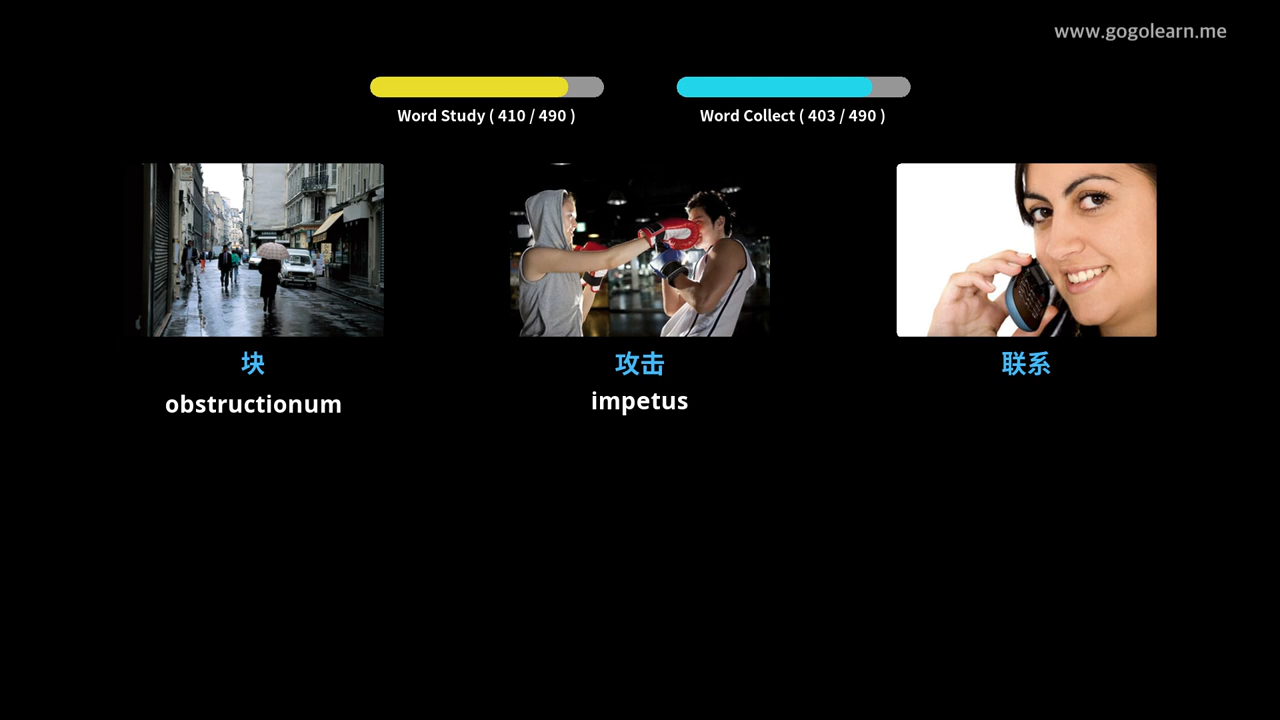 www.gogolearn.me
Word Study ( 410 / 490 )
Word Collect ( 403 / 490 )
块
攻击
联系
obstructionum
impetus